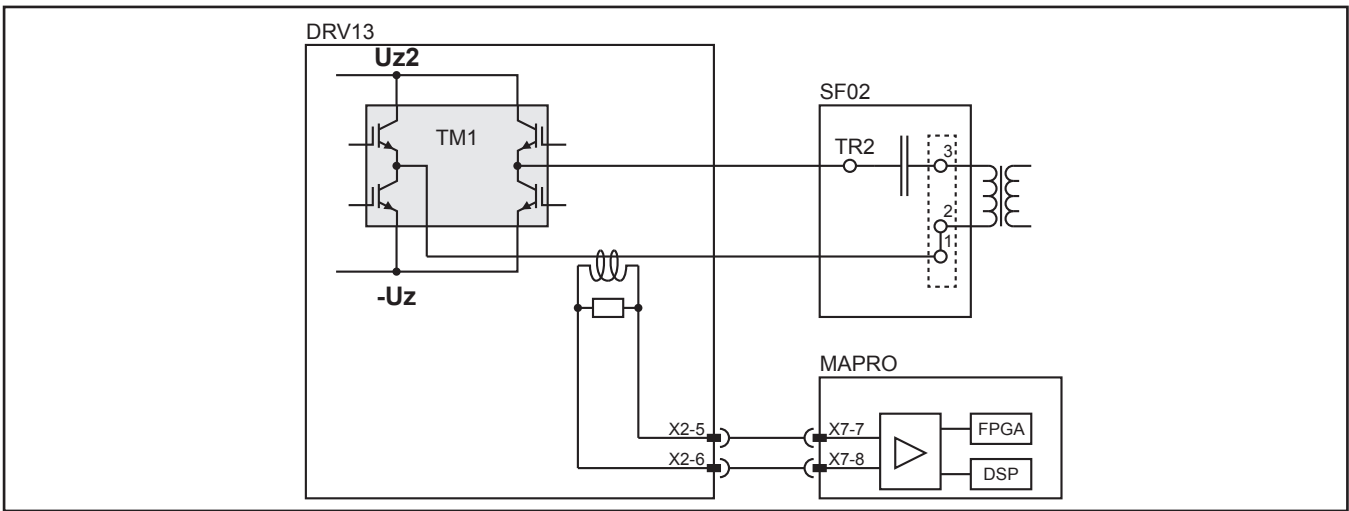 DRV13
Uz2
TM1
-Uz
SF02
TR2
3
2
1
MAPRO
X2-5
X7-7
FPGA
X2-6
X7-8
DSP